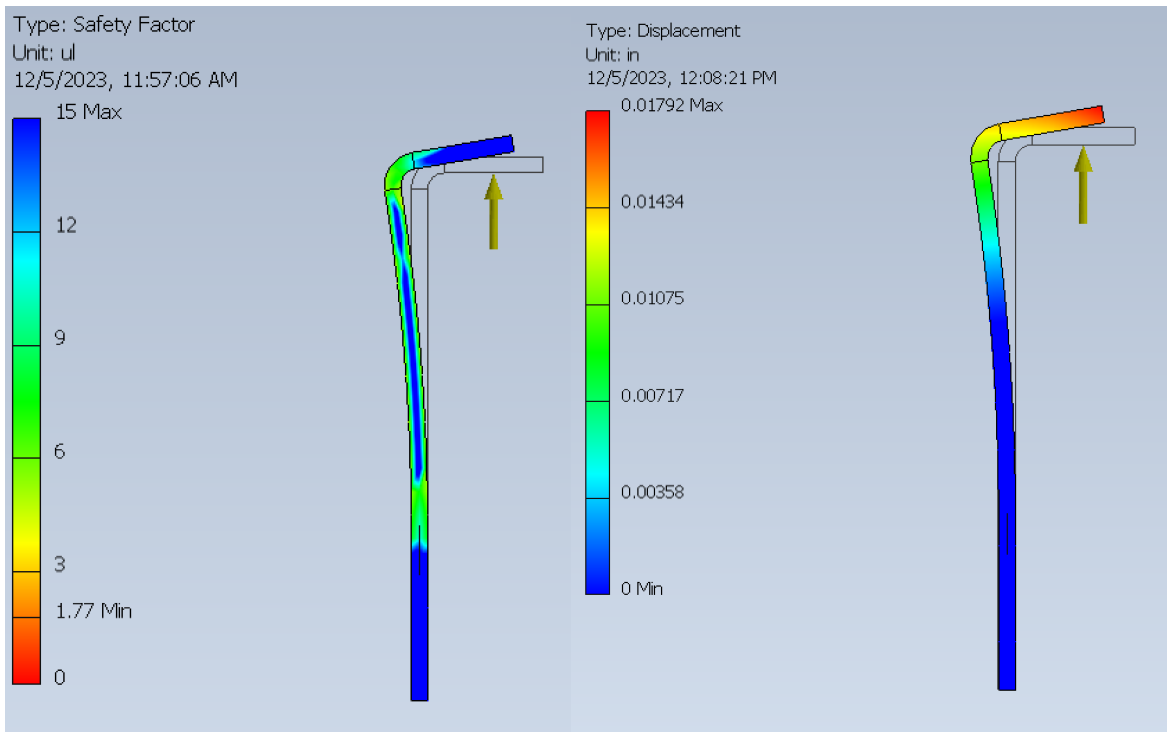 Type: Safety Factor
Unit: ul
12/5/2023, 11:57:06 AM
15 Max
12
9
6
3
1.77 Min
0
Type: Displacement
Unit: in
12/5/2023, 12:08:21 PM
0.01792 Max
0.01434
0.01075
0.00717
0.00358
0 Min